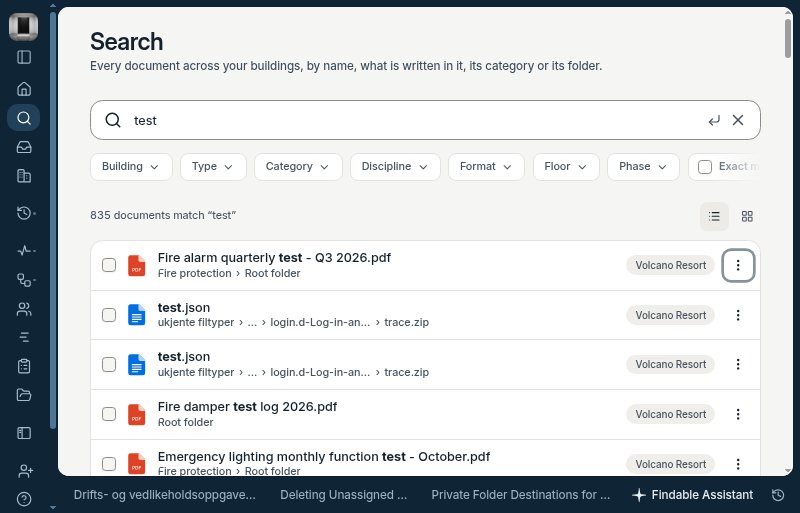 Search
Every document across your buildings, by name, what is written in it, its category or its folder.
test
Building
Type
Category
Discipline
Format
Floor
Phase
Exact
835 documents match “test”
Fire alarm quarterly test - Q3 2026.pdf
Fire protection › Root folder
Volcano Resort
test.json
ukjente filtyper › ... › login.d-Log-in-an... › trace.zip
Volcano Resort
test.json
ukjente filtyper › ... › login.d-Log-in-an... › trace.zip
Volcano Resort
Fire damper test log 2026.pdf
Root folder
Volcano Resort
Emergency lighting monthly function test - October.pdf
Fire protection › Root folder
Volcano Resort
PDF
PDF
PDF
Drifts- og vedlikeholdsoppgave...
Deleting Unassigned ...
Private Folder Destinations for ...
Findable Assistant